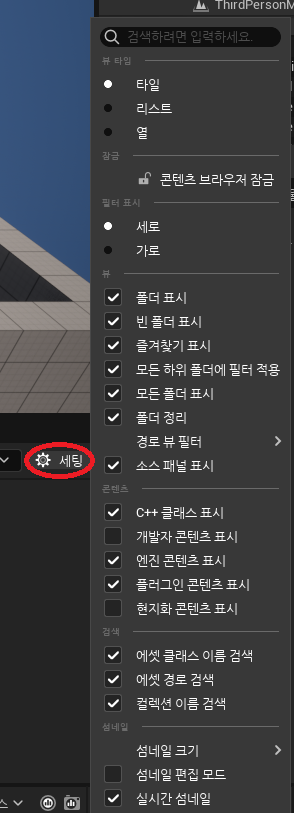 ThirdPersonM
검색하려면 입력하세요.
뷰 타입
타일
리스트
열
잠금
콘텐츠 브라우저 잠금
필터 표시
세로
가로
뷰
폴더 표시
빈 폴더 표시
즐겨찾기 표시
모든 하위 폴더에 필터 적용
모든 폴더 표시
폴더 정리
경로 뷰 필터
세팅
소스 패널 표시
콘텐츠
C++ 클래스 표시
개발자 콘텐츠 표시
엔진 콘텐츠 표시
플러그인 콘텐츠 표시
현지화 콘텐츠 표시
검색
에셋 클래스 이름 검색
에셋 경로 검색
컬렉션 이름 검색
섬네일
섬네일 크기
섬네일 편집 모드
스
실시간 섬네일